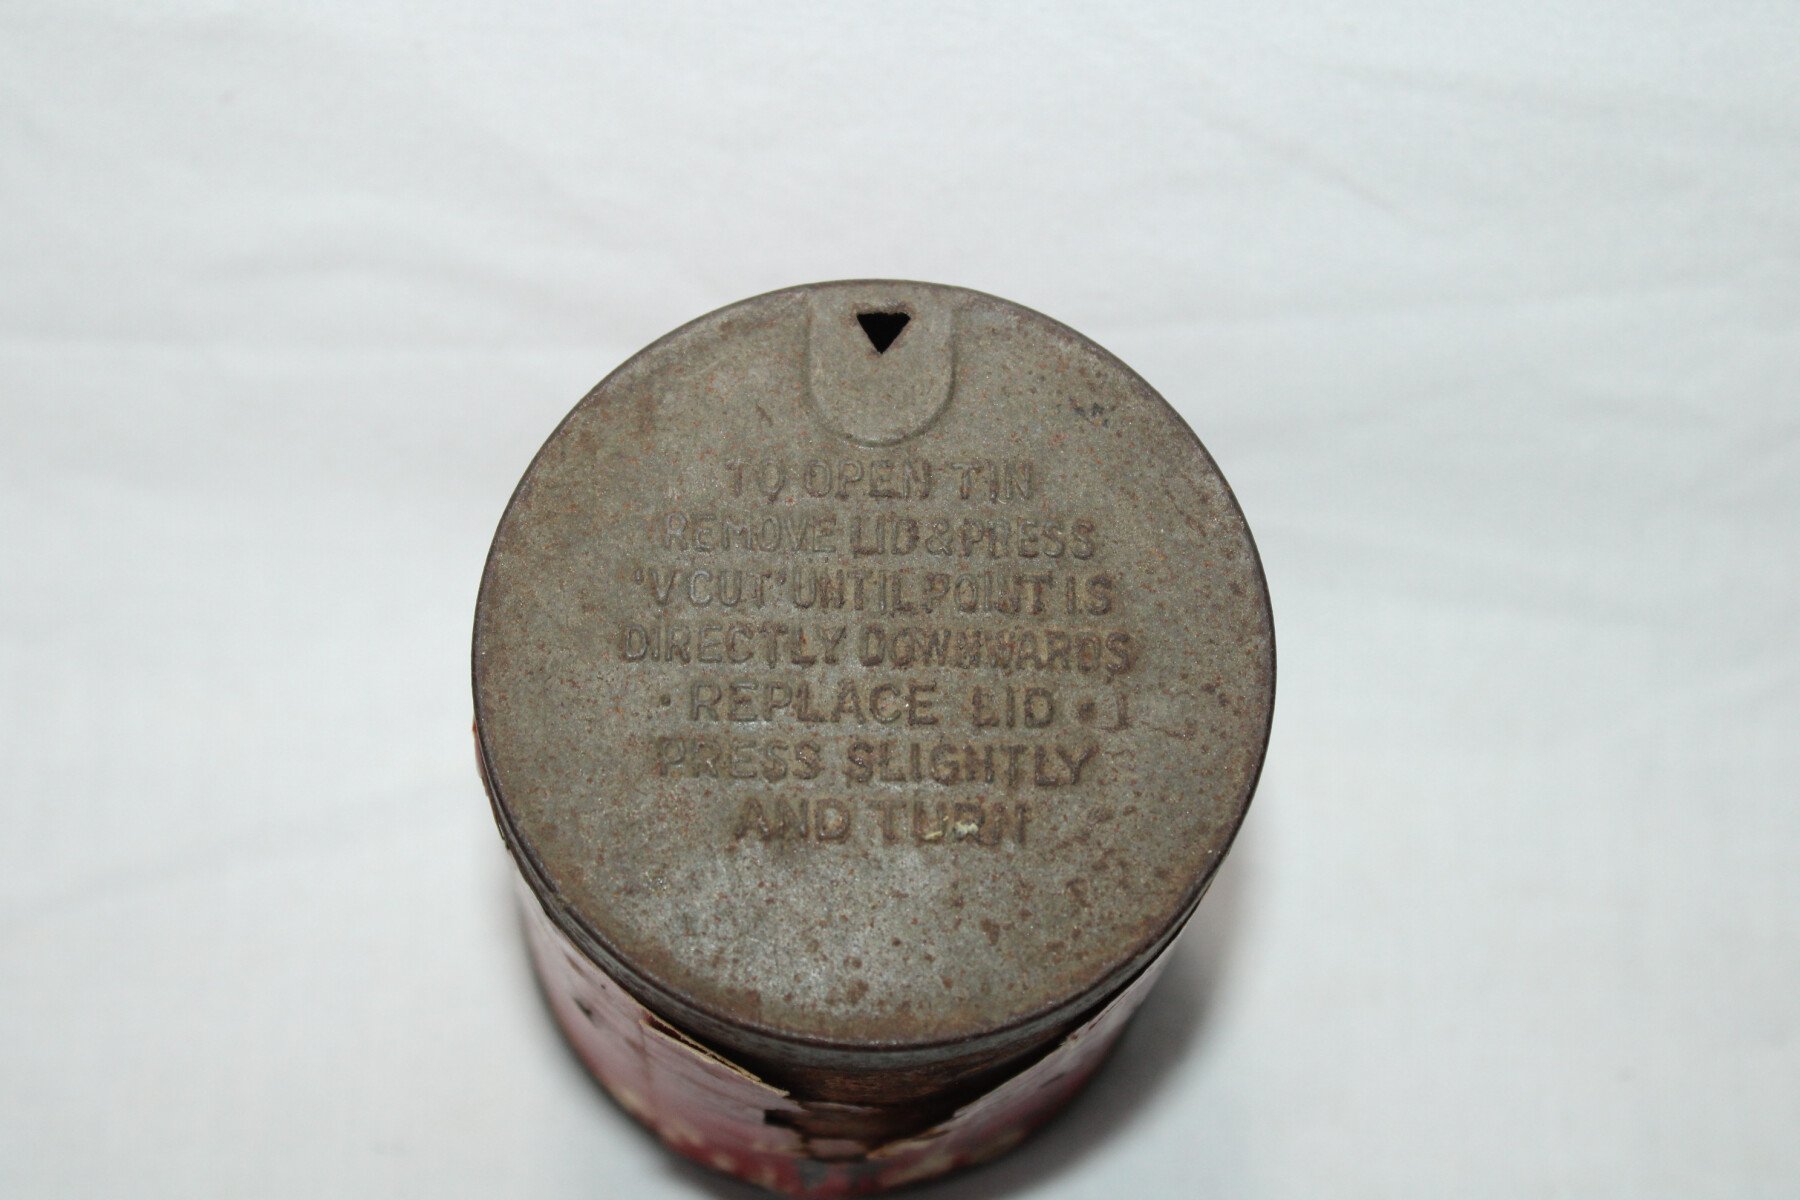 TO OPEN TIN
REMOVE LID & PRESS
'V CUT' UNTIL POINT IS
DIRECTLY DOWNWARDS
· REPLACE LID ·
PRESS SLIGHTLY
AND TURN